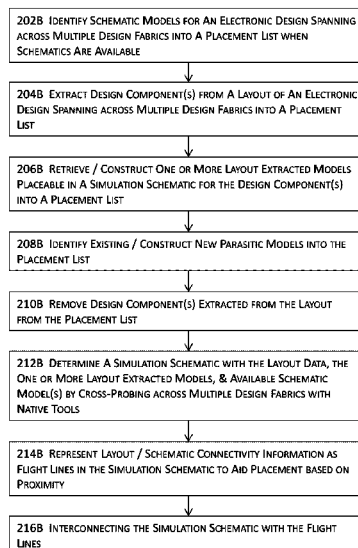 202B IDENTIFY SCHEMATIC MODELS FOR AN ELECTRONIC DESIGN SPANNING
ACROSS MULTIPLE DESIGN FABRICS INTO A PLACEMENT LIST WHEN
SCHEMATICS ARE AVAILABLE
204B EXTRACT DESIGN COMPONENT(S) FROM A LAYOUT OF AN ELECTRONIC
DESIGN SPANNING ACROSS MULTIPLE DESIGN FABRICS INTO A PLACEMENT
LIST
206B RETRIEVE / CONSTRUCT ONE OR MORE LAYOUT EXTRACTED MODELS
PLACEABLE IN A SIMULATION SCHEMATIC FOR THE DESIGN COMPONENT(S)
INTO A PLACEMENT LIST
208B IDENTIFY EXISTING / CONSTRUCT NEW PARASITIC MODELS INTO THE
PLACEMENT LIST
210B REMOVE DESIGN COMPONENT(S) EXTRACTED FROM THE LAYOUT
FROM THE PLACEMENT LIST
212B DETERMINE A SIMULATION SCHEMATIC WITH THE LAYOUT DATA, THE
ONE OR MORE LAYOUT EXTRACTED MODELS, & AVAILABLE SCHEMATIC
MODEL(S) BY CROSS-PROBING ACROSS MULTIPLE DESIGN FABRICS WITH
NATIVE TOOLS
214B REPRESENT LAYOUT / SCHEMATIC CONNECTIVITY INFORMATION AS
FLIGHT LINES IN THE SIMULATION SCHEMATIC TO AID PLACEMENT BASED ON
PROXIMITY
216B INTERCONNECTING THE SIMULATION SCHEMATIC WITH THE FLIGHT
LINES